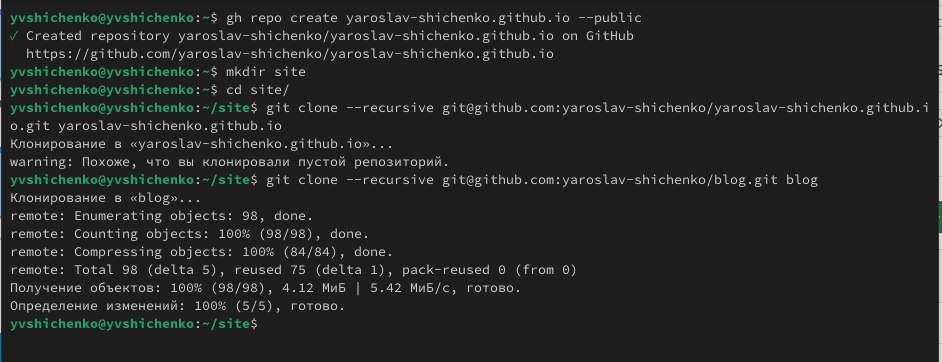 yvshichenko@yvshichenko:~$ gh repo create yaroslav-shichenko.github.io --public
✓ Created repository yaroslav-shichenko/yaroslav-shichenko.github.io on GitHub
  https://github.com/yaroslav-shichenko/yaroslav-shichenko.github.io
yvshichenko@yvshichenko:~$ mkdir site
yvshichenko@yvshichenko:~$ cd site/
yvshichenko@yvshichenko:~/site$ git clone --recursive git@github.com:yaroslav-shichenko/yaroslav-shichenko.github.i
o.git yaroslav-shichenko.github.io
Клонирование в «yaroslav-shichenko.github.io»...
warning: Похоже, что вы клонировали пустой репозиторий.
yvshichenko@yvshichenko:~/site$ git clone --recursive git@github.com:yaroslav-shichenko/blog.git blog
Клонирование в «blog»...
remote: Enumerating objects: 98, done.
remote: Counting objects: 100% (98/98), done.
remote: Compressing objects: 100% (84/84), done.
remote: Total 98 (delta 5), reused 75 (delta 1), pack-reused 0 (from 0)
Получение объектов: 100% (98/98), 4.12 МиБ | 5.42 МиБ/с, готово.
Определение изменений: 100% (5/5), готово.
yvshichenko@yvshichenko:~/site$